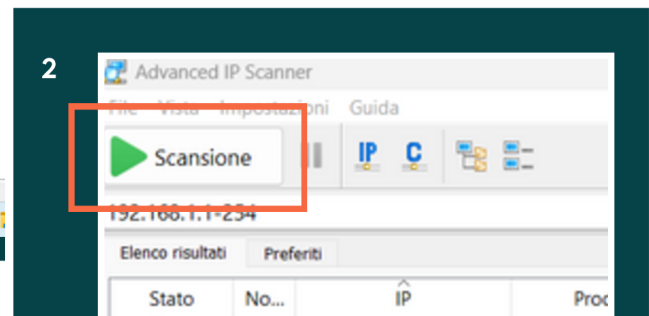 2
Advanced IP Scanner
File Vista Impostazioni Guida
Scansione IP C
192.168.1.1-254
Elenco risultati Preferiti
Stato No... IP Prod